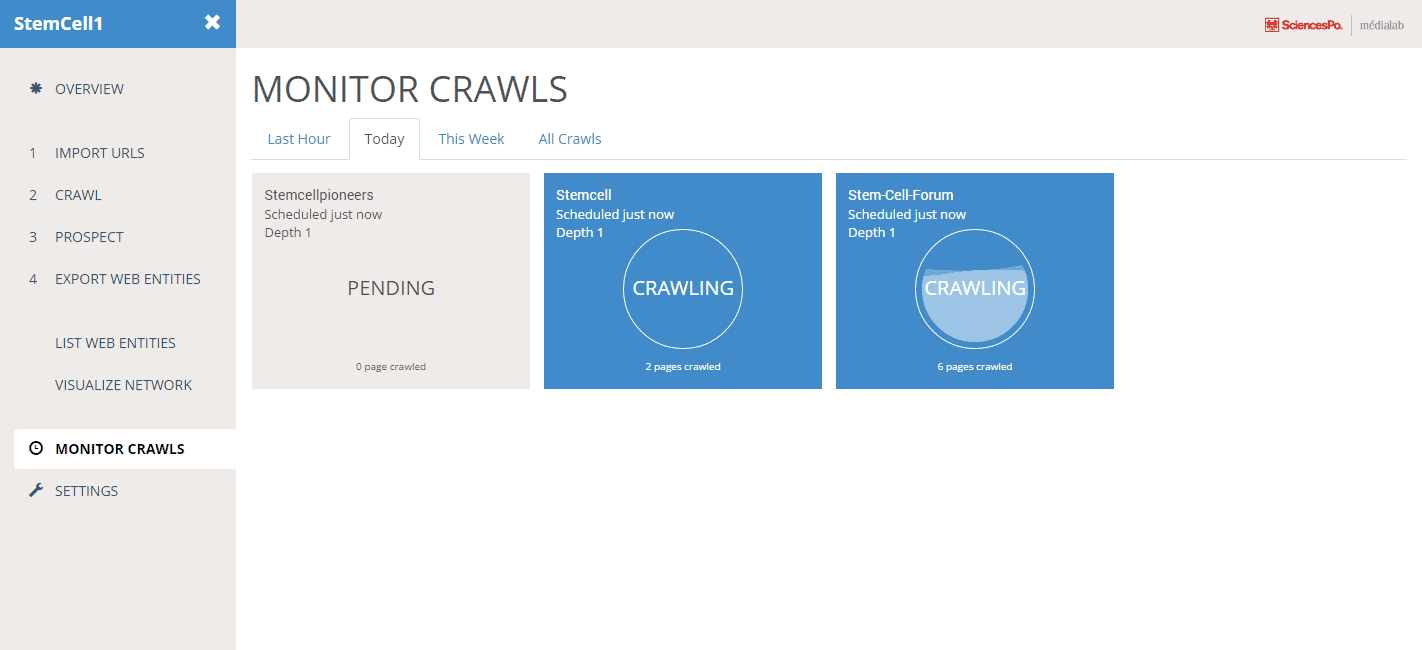 StemCell1
SciencesPo.
médialab
OVERVIEW
1 IMPORT URLS
2 CRAWL
3 PROSPECT
4 EXPORT WEB ENTITIES
LIST WEB ENTITIES
VISUALIZE NETWORK
MONITOR CRAWLS
SETTINGS
MONITOR CRAWLS
Last Hour
Today
This Week
All Crawls
Stemcellpioneers
Scheduled just now
Depth 1
PENDING
0 page crawled
Stemcell
Scheduled just now
Depth 1
CRAWLING
2 pages crawled
Stem-Cell-Forum
Scheduled just now
Depth 1
CRAWLING
6 pages crawled